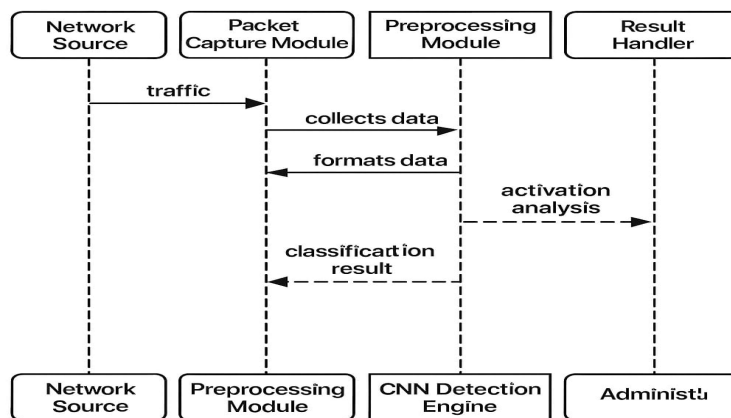 Network
Source
Packet
Capture Module
Preprocessing
Module
Result
Handler
traffic
collects data
formats data
activation
analysis
classification
result
Network
Source
Preprocessing
Module
CNN Detection
Engine